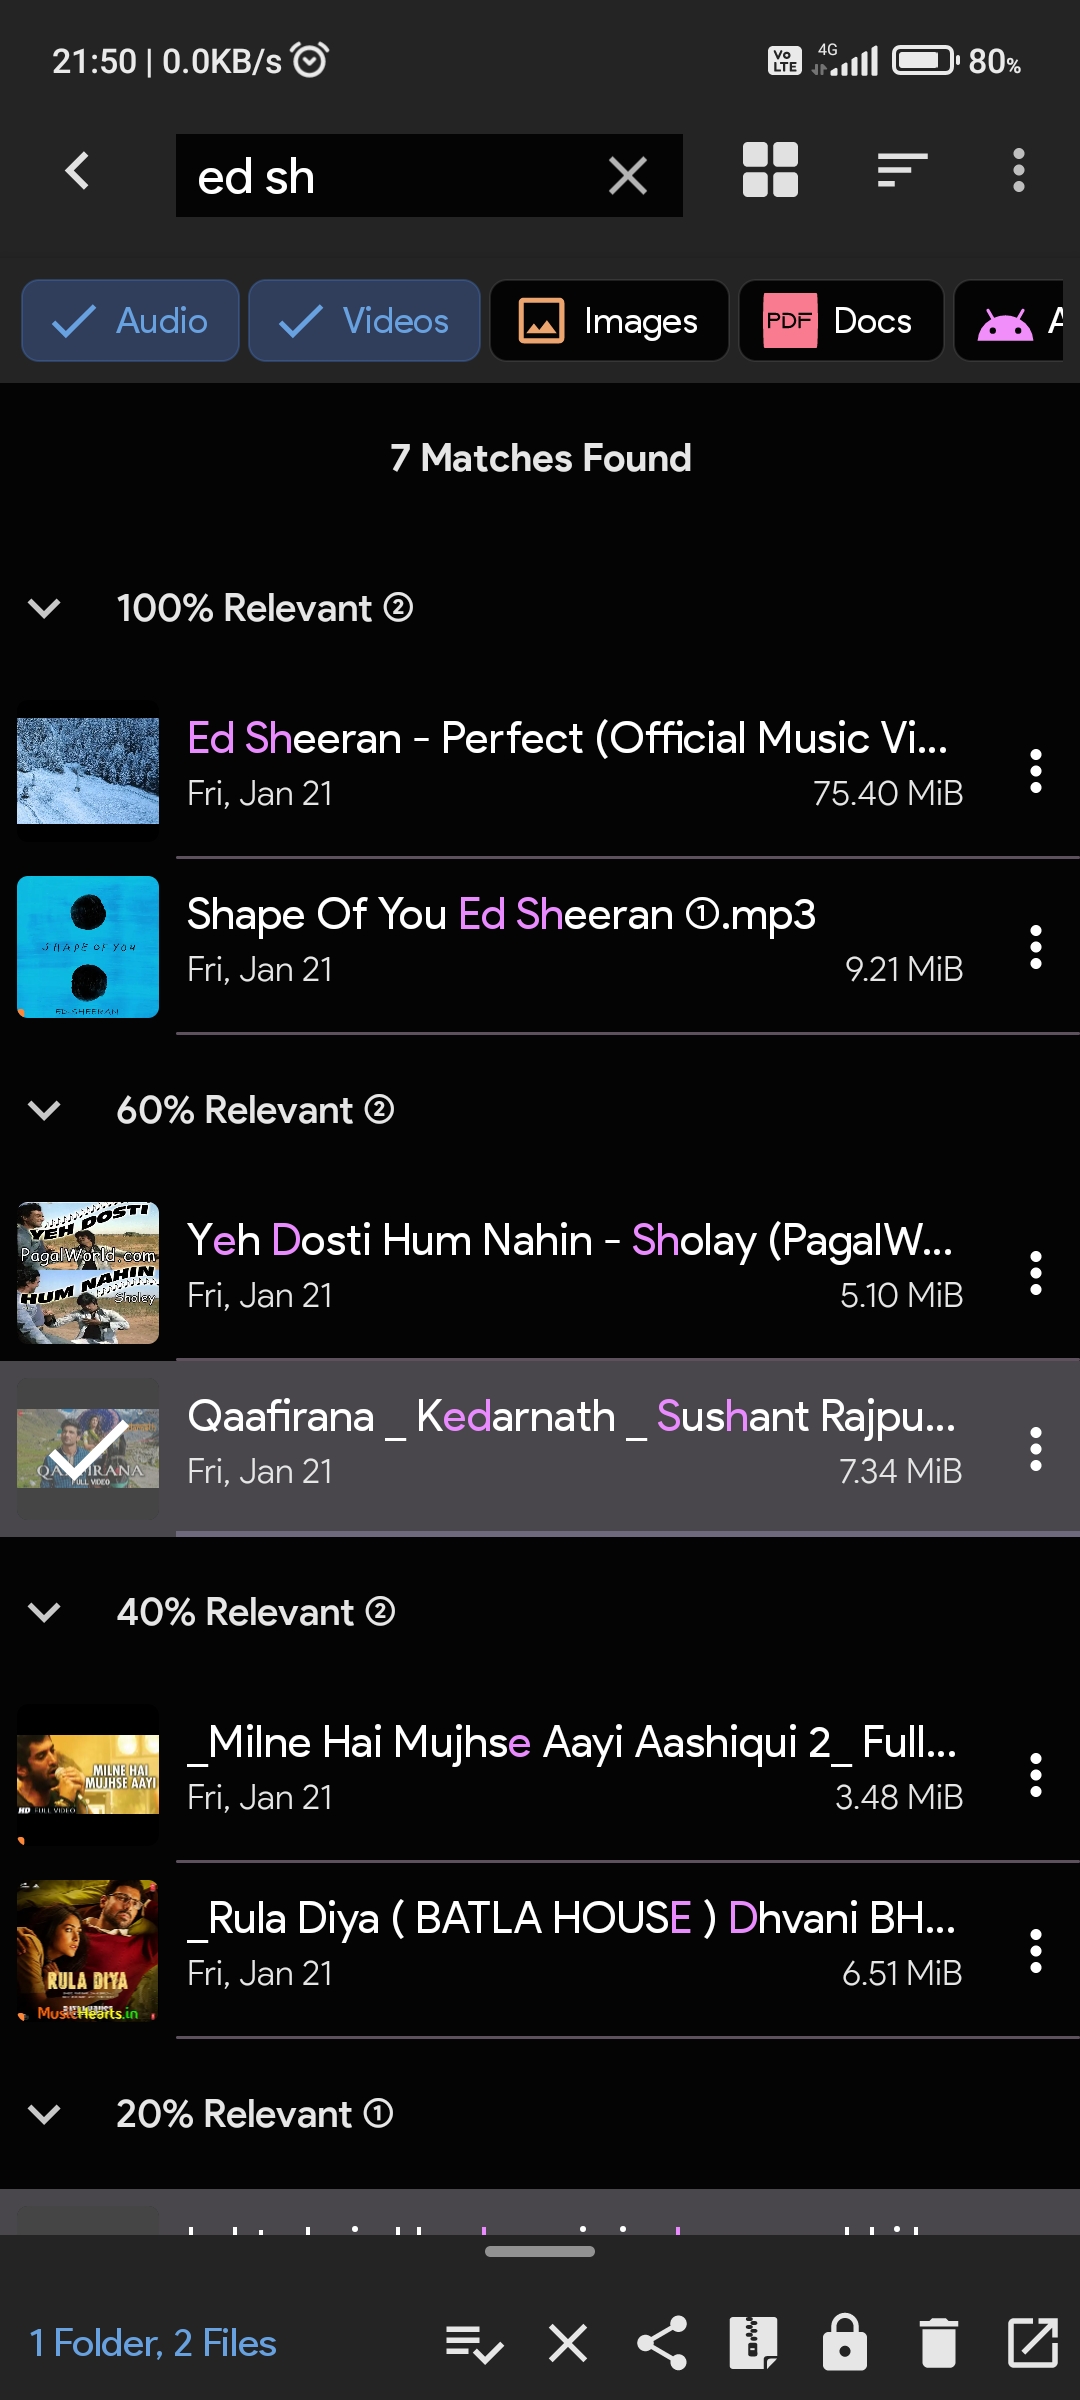 21:50 | 0.0KB/s
Vo LTE 4G 80%
ed sh
Audio Videos Images PDF Docs A
7 Matches Found
100% Relevant ②
Ed Sheeran - Perfect (Official Music Vi...
Fri, Jan 21 75.40 MiB
SHAPE OF YOU
ED SHEERAN
Shape Of You Ed Sheeran ①.mp3
Fri, Jan 21 9.21 MiB
60% Relevant ②
YEH DOSTI
PagalWorld.com
HUM NAHIN
Sholey
Yeh Dosti Hum Nahin - Sholay (PagalW...
Fri, Jan 21 5.10 MiB
QAAFIRANA
FULL VIDEO
Qaafirana _ Kedarnath _ Sushant Rajpu...
Fri, Jan 21 7.34 MiB
40% Relevant ②
MILNE HAI
MUJHSE AAYI
HD FULL VIDEO
_Milne Hai Mujhse Aayi Aashiqui 2_ Full...
Fri, Jan 21 3.48 MiB
RULA DIYA
BATLA HOUSE
MusicHearts.in
_Rula Diya ( BATLA HOUSE ) Dhvani BH...
Fri, Jan 21 6.51 MiB
20% Relevant ①
1 Folder, 2 Files